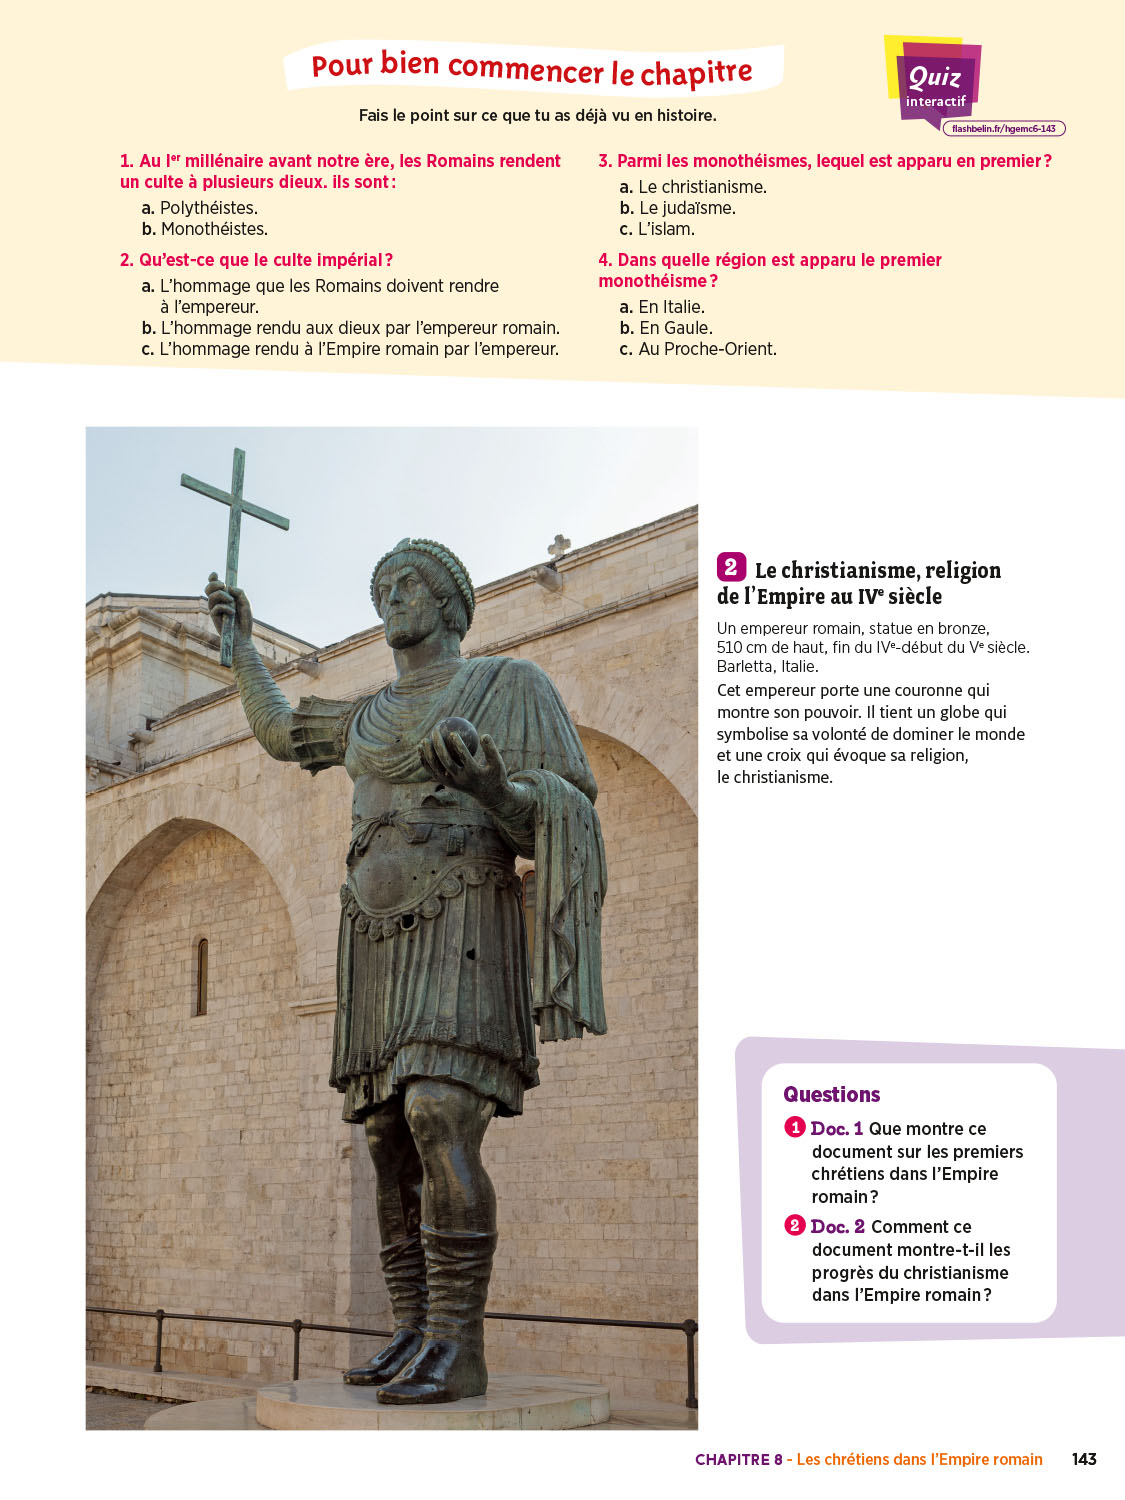 Pour bien commencer le chapitre
Fais le point sur ce que tu as déjà vu en histoire.
Quiz
interactif
flashbelin.fr/hgemc6-143
1. Au Ier millénaire avant notre ère, les Romains rendent
un culte à plusieurs dieux. ils sont :
a. Polythéistes.
b. Monothéistes.
2. Qu’est-ce que le culte impérial ?
a. L’hommage que les Romains doivent rendre
à l’empereur.
b. L’hommage rendu aux dieux par l’empereur romain.
c. L’hommage rendu à l’Empire romain par l’empereur.
3. Parmi les monothéismes, lequel est apparu en premier ?
a. Le christianisme.
b. Le judaïsme.
c. L’islam.
4. Dans quelle région est apparu le premier
monothéisme ?
a. En Italie.
b. En Gaule.
c. Au Proche-Orient.
2 Le christianisme, religion
de l’Empire au IVe siècle
Un empereur romain, statue en bronze,
510 cm de haut, fin du IVe-début du Ve siècle.
Barletta, Italie.
Cet empereur porte une couronne qui
montre son pouvoir. Il tient un globe qui
symbolise sa volonté de dominer le monde
et une croix qui évoque sa religion,
le christianisme.
Questions
1 Doc. 1 Que montre ce
document sur les premiers
chrétiens dans l’Empire
romain ?
2 Doc. 2 Comment ce
document montre-t-il les
progrès du christianisme
dans l’Empire romain ?
CHAPITRE 8 - Les chrétiens dans l’Empire romain 143